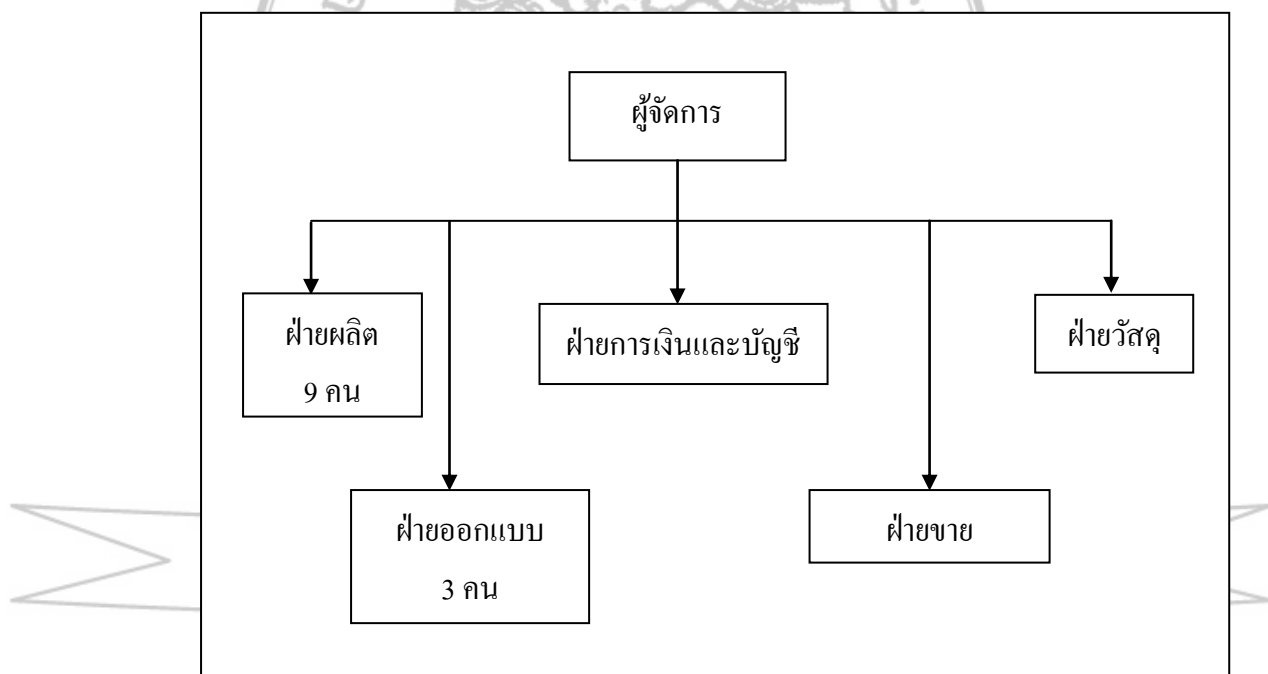 ผู้จัดการ
ฝ่ายผลิต
9 คน
ฝ่ายการเงินและบัญชี
ฝ่ายวัสดุ
ฝ่ายออกแบบ
3 คน
ฝ่ายขาย